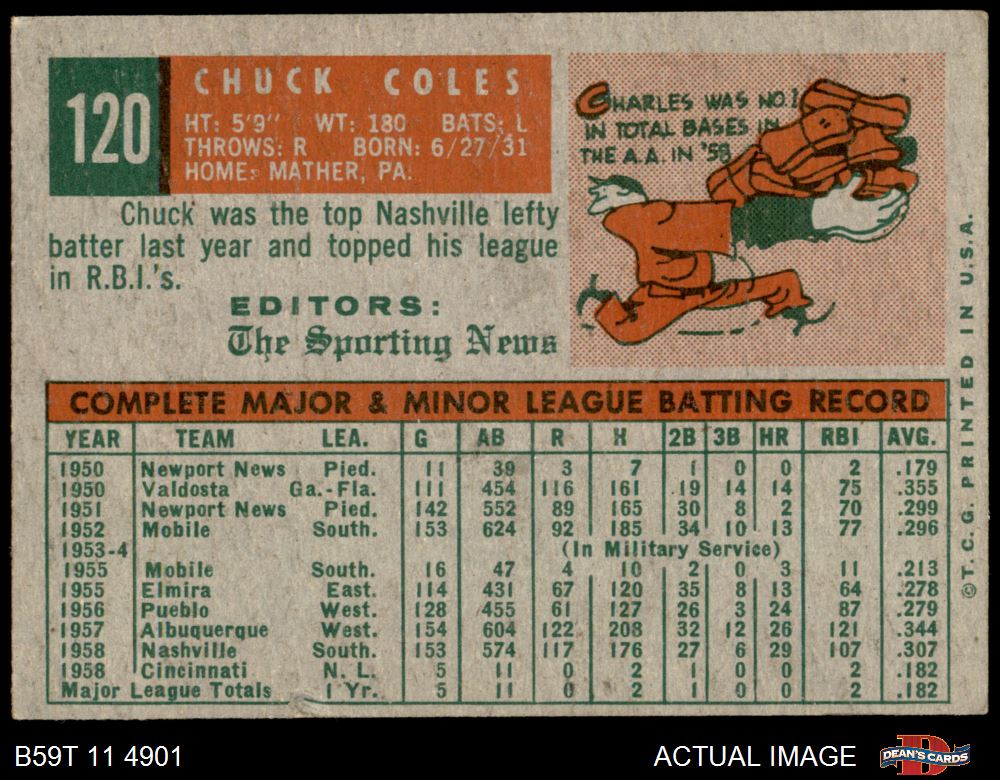 120
CHUCK COLES
HT: 5'9" WT: 180 BATS: L
THROWS: R BORN: 6/27/31
HOME: MATHER, PA.
CHARLES WAS NO. 1
IN TOTAL BASES IN
THE A.A. IN '58
Chuck was the top Nashville lefty
batter last year and topped his league
in R.B.I.'s.
EDITORS:
The Sporting News
COMPLETE MAJOR & MINOR LEAGUE BATTING RECORD
YEAR TEAM LEA. G AB R H 2B 3B HR RBI AVG.
1950 Newport News Pied. 11 39 3 7 1 0 0 2 .179
1950 Valdosta Ga.-Fla. 111 454 116 161 19 14 14 75 .355
1951 Newport News Pied. 142 552 89 165 30 8 2 70 .299
1952 Mobile South. 153 624 92 185 34 10 13 77 .296
1953-4 (In Military Service)
1955 Mobile South. 16 47 4 10 2 0 3 11 .213
1955 Elmira East. 114 431 67 120 35 8 13 64 .278
1956 Pueblo West. 128 455 61 127 26 3 24 87 .279
1957 Albuquerque West. 154 604 122 208 32 12 26 121 .344
1958 Nashville South. 153 574 117 176 27 6 29 107 .307
1958 Cincinnati N. L. 5 11 0 2 1 0 0 2 .182
Major League Totals 1 Yr. 5 11 0 2 1 0 0 2 .182
©T.C.G. PRINTED IN U.S.A.
B59T 11 4901
ACTUAL IMAGE
D
DEAN'S CARDS